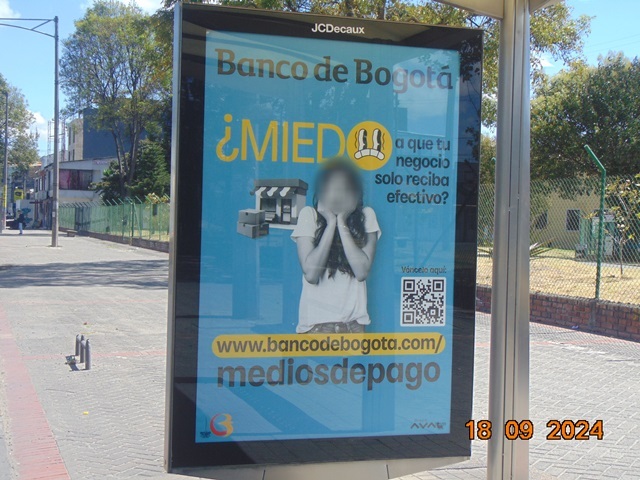 JCDecaux
Banco de Bogotá
¿MIEDO
a que tu
negocio
solo reciba
efectivo?
Véncelo aquí:
www.bancodebogota.com/
mediosdepago
AVAL
18 09 2024